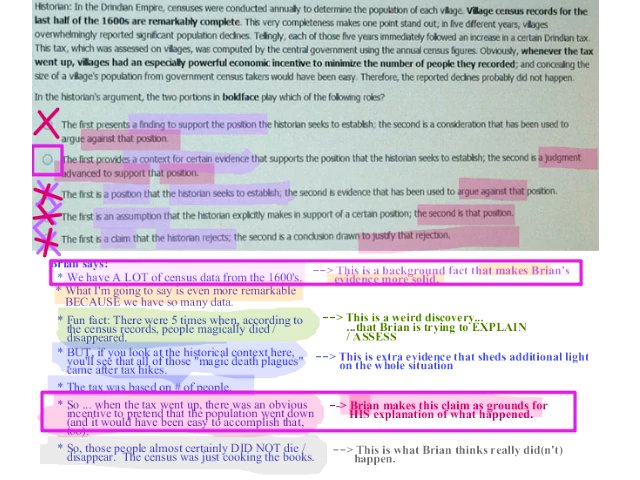 Historian: In the Drindian Empire, censuses were conducted annually to determine the population of each village. Village census records for
the last half of the 1600s are remarkably complete. This very completeness makes one point stand out; in five different years, villages
overwhelmingly reported significant population declines. Tellingly, each of those five years immediately followed an increase in a certain Drindian tax.
This tax, which was assessed on villages, was computed by the central government using the annual census figures. Obviously, whenever the tax
went up, villages had an especially powerful economic incentive to minimize the number of people they recorded; and concealing the
size of a village's population from government census takers would have been easy. Therefore, the reported declines probably did not happen.
In the historian's argument, the two portions in boldface play which of the following roles?
The first presents a finding to support the position the historian seeks to establish; the second is a consideration that has been used to
argue against that position.
The first provides a context for certain evidence that supports the position that the historian seeks to establish; the second is a judgment
advanced to support that position.
The first is a position that the historian seeks to establish; the second is evidence that has been used to argue against that position.
The first is an assumption that the historian explicitly makes in support of a certain position; the second is that position.
The first is a claim that the historian rejects; the second is a conclusion drawn to justify that rejection.
Brian says:
* We have A LOT of census data from the 1600's. --> This is a background fact that makes Brian's
evidence more solid.
* What I'm going to say is even more remarkable
BECAUSE we have so many data.
* Fun fact: There were 5 times when, according to
the census records, people magically died /
disappeared.
--> This is a weird discovery...
...that Brian is trying to EXPLAIN
/ ASSESS
* BUT, if you look at the historical context here,
you'll see that all of those "magic death plagues"
came after tax hikes.
--> This is extra evidence that sheds additional light
on the whole situation
* The tax was based on # of people.
* So ... when the tax went up, there was an obvious
incentive to pretend that the population went down
(and it would have been easy to accomplish that,
too).
--> Brian makes this claim as grounds for
HIS explanation of what happened.
* So, those people almost certainly DID NOT die /
disappear. The census was just cooking the books.
--> This is what Brian thinks really did(n't)
happen.